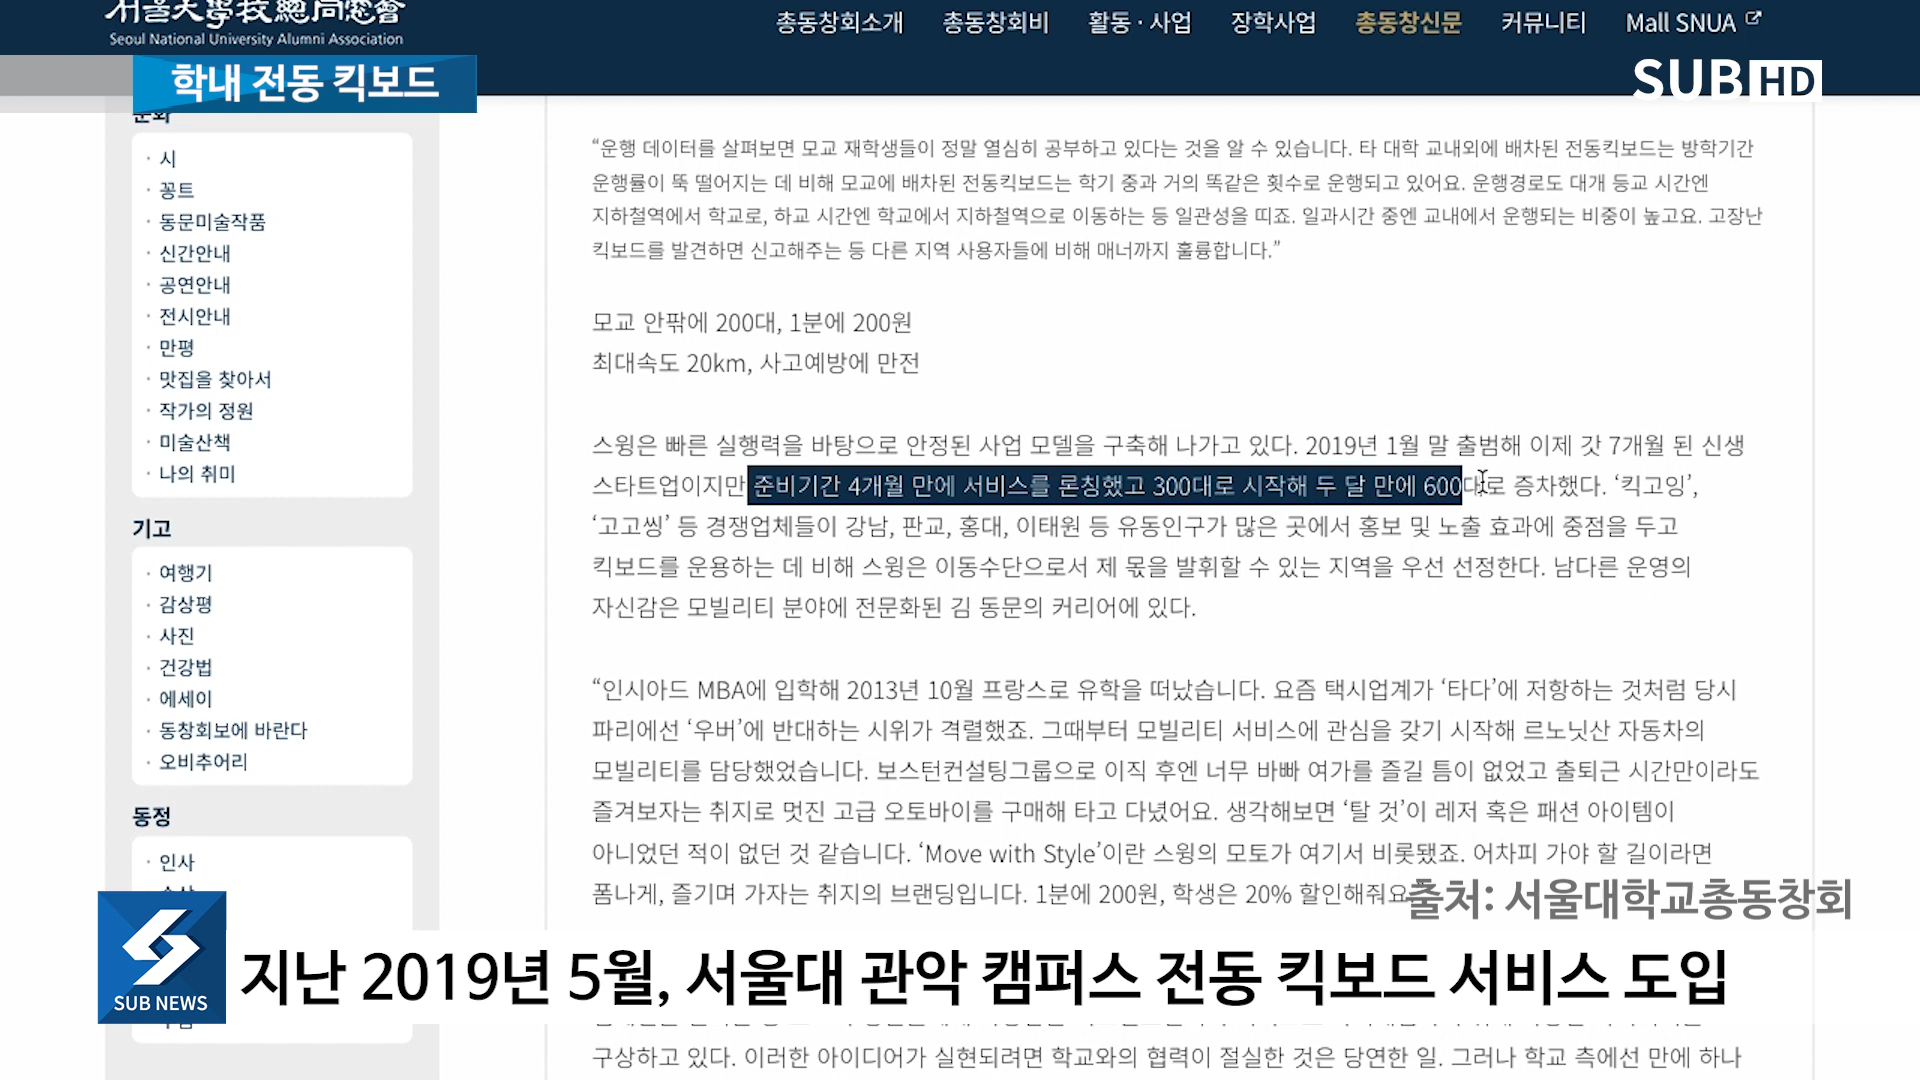 서울大學校 總同窓會
Seoul National University Alumni Association
총동창회소개 총동창회비 활동 · 사업 장학사업 총동창신문 커뮤니티 Mall SNUA
학내 전동 킥보드
SUB HD
문화
· 시
· 꽁트
· 동문미술작품
· 신간안내
· 공연안내
· 전시안내
· 만평
· 맛집을 찾아서
· 작가의 정원
· 미술산책
· 나의 취미
기고
· 여행기
· 감상평
· 사진
· 건강법
· 에세이
· 동창회보에 바란다
· 오비추어리
동정
· 인사
“운행 데이터를 살펴보면 모교 재학생들이 정말 열심히 공부하고 있다는 것을 알 수 있습니다. 타 대학 교내외에 배차된 전동킥보드는 방학기간
운행률이 뚝 떨어지는 데 비해 모교에 배차된 전동킥보드는 학기 중과 거의 똑같은 횟수로 운행되고 있어요. 운행경로도 대개 등교 시간엔
지하철역에서 학교로, 하교 시간엔 학교에서 지하철역으로 이동하는 등 일관성을 띠죠. 일과시간 중엔 교내에서 운행되는 비중이 높고요. 고장난
킥보드를 발견하면 신고해주는 등 다른 지역 사용자들에 비해 매너까지 훌륭합니다.”
모교 안팎에 200대, 1분에 200원
최대속도 20km, 사고예방에 만전
스윙은 빠른 실행력을 바탕으로 안정된 사업 모델을 구축해 나가고 있다. 2019년 1월 말 출범해 이제 갓 7개월 된 신생
스타트업이지만 준비기간 4개월 만에 서비스를 론칭했고 300대로 시작해 두 달 만에 600대로 증차했다. ‘킥고잉’,
‘고고씽’ 등 경쟁업체들이 강남, 판교, 홍대, 이태원 등 유동인구가 많은 곳에서 홍보 및 노출 효과에 중점을 두고
킥보드를 운용하는 데 비해 스윙은 이동수단으로서 제 몫을 발휘할 수 있는 지역을 우선 선정한다. 남다른 운영의
자신감은 모빌리티 분야에 전문화된 김 동문의 커리어에 있다.
“인시아드 MBA에 입학해 2013년 10월 프랑스로 유학을 떠났습니다. 요즘 택시업계가 ‘타다’에 저항하는 것처럼 당시
파리에선 ‘우버’에 반대하는 시위가 격렬했죠. 그때부터 모빌리티 서비스에 관심을 갖기 시작해 르노닛산 자동차의
모빌리티를 담당했었습니다. 보스턴컨설팅그룹으로 이직 후엔 너무 바빠 여가를 즐길 틈이 없었고 출퇴근 시간만이라도
즐겨보자는 취지로 멋진 고급 오토바이를 구매해 타고 다녔어요. 생각해보면 ‘탈 것’이 레저 혹은 패션 아이템이
아니었던 적이 없던 것 같습니다. ‘Move with Style’이란 스윙의 모토가 여기서 비롯됐죠. 어차피 가야 할 길이라면
폼나게, 즐기며 가자는 취지의 브랜딩입니다. 1분에 200원, 학생은 20% 할인해줘요
출처: 서울대학교총동창회
SUB NEWS
지난 2019년 5월, 서울대 관악 캠퍼스 전동 킥보드 서비스 도입
구상하고 있다. 이러한 아이디어가 실현되려면 학교와의 협력이 절실한 것은 당연한 일. 그러나 학교 측에선 만에 하나